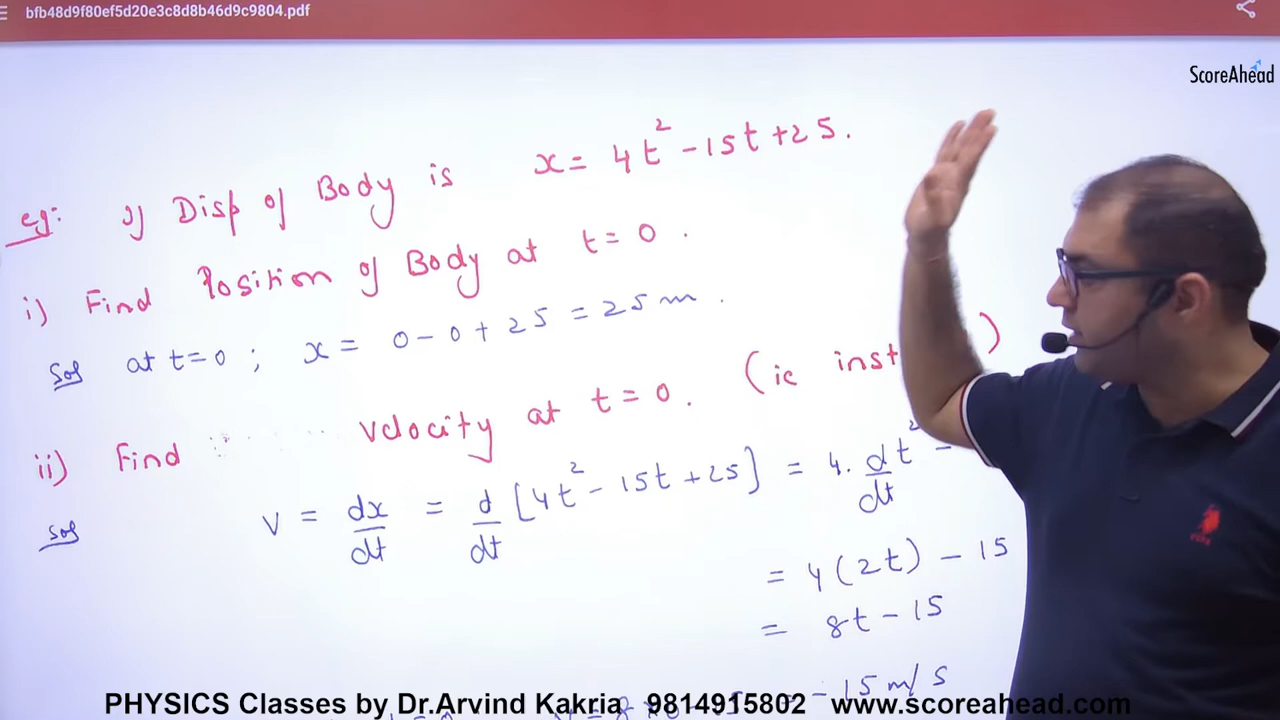 bfb48d9f80ef5d20e3c8d8b46d9c9804.pdf
ScoreAhead
eg: If Disp of Body is x = 4t² - 15t + 25.
i) Find Position of Body at t = 0.
Sol at t = 0 ; x = 0 - 0 + 25 = 25 m.
ii) Find velocity at t = 0. (ie inst )
Sol v = dx/dt = d/dt [4t² - 15t + 25] = 4. d/dt t² -
= 4(2t) - 15
= 8t - 15
- 15 m/s
PHYSICS Classes by Dr.Arvind Kakria 9814915802 www.scoreahead.com